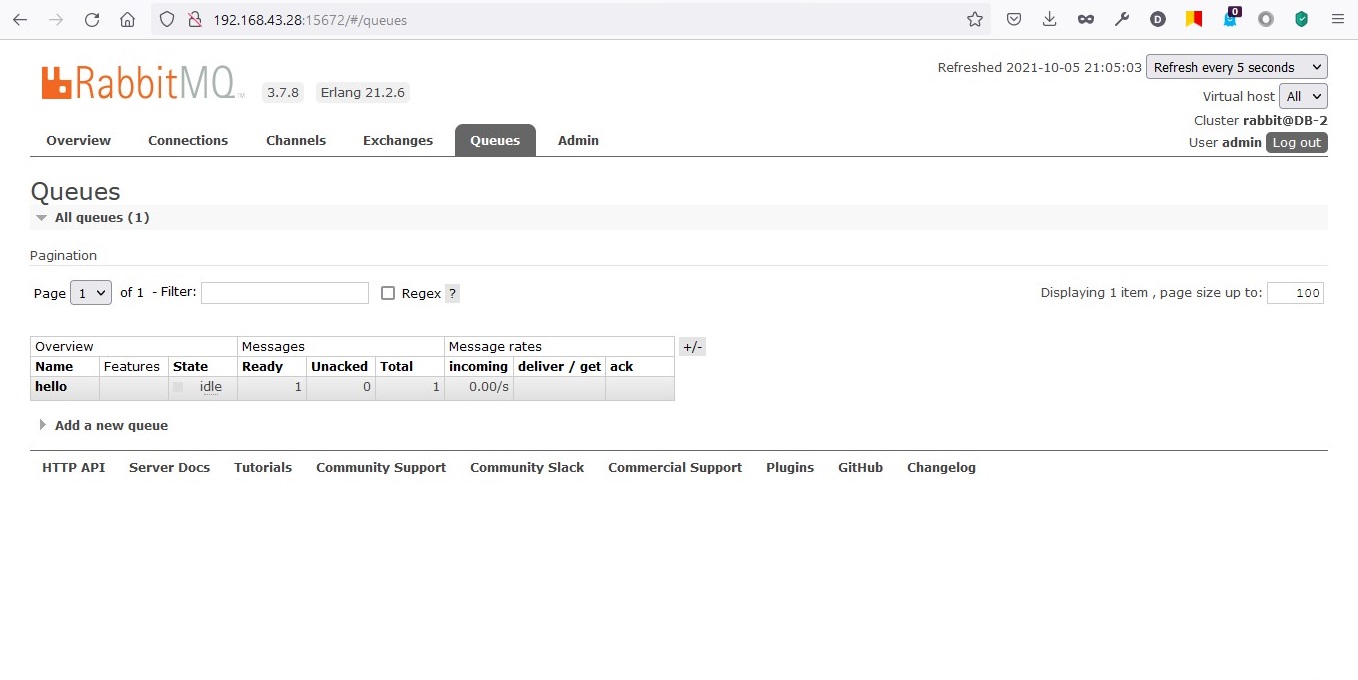 192.168.43.28:15672/#/queues
0
D
RabbitMQ TM 3.7.8 Erlang 21.2.6
Refreshed 2021-10-05 21:05:03 Refresh every 5 seconds
Virtual host All
Cluster rabbit@DB-2
User admin Log out
Overview Connections Channels Exchanges Queues Admin
Queues
All queues (1)
Pagination
Page 1 of 1 - Filter: Regex ? Displaying 1 item , page size up to: 100
Overview Messages Message rates +/-
Name Features State Ready Unacked Total incoming deliver / get ack
hello idle 1 0 1 0.00/s
Add a new queue
HTTP API Server Docs Tutorials Community Support Community Slack Commercial Support Plugins GitHub Changelog